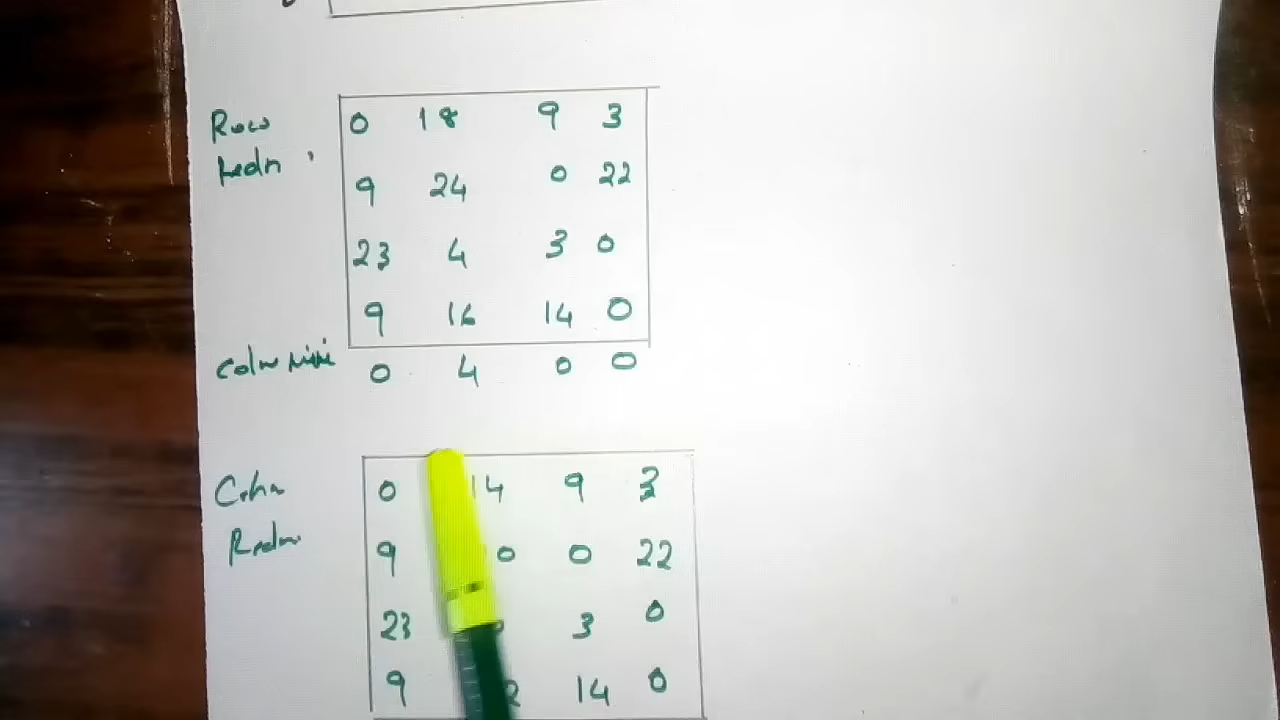 Row 0 18 9 3
Redn 9 24 0 22
23 4 3 0
9 16 14 0
Colm mini 0 4 0 0
Colm 0 14 9 3
Redn 9 0 0 22
23 3 0
9 2 14 0